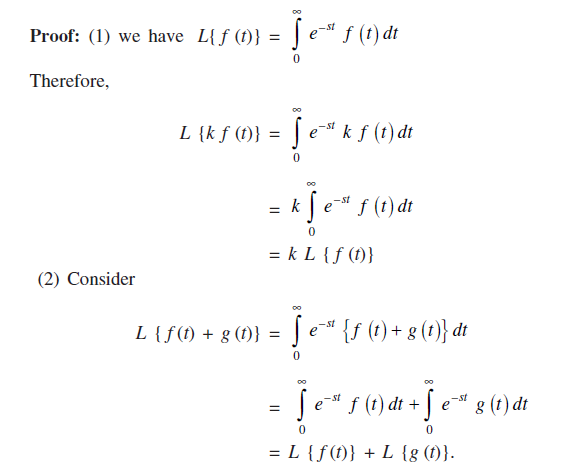 Proof: (1) we have L{f (t)} = ∫₀^∞ e^{-st} f (t) dt
Therefore,
L {k f (t)} = ∫₀^∞ e^{-st} k f (t) dt
= k ∫₀^∞ e^{-st} f (t) dt
= k L {f (t)}
(2) Consider
L {f(t) + g (t)} = ∫₀^∞ e^{-st} {f (t) + g (t)} dt
= ∫₀^∞ e^{-st} f (t) dt + ∫₀^∞ e^{-st} g (t) dt
= L {f(t)} + L {g (t)}.